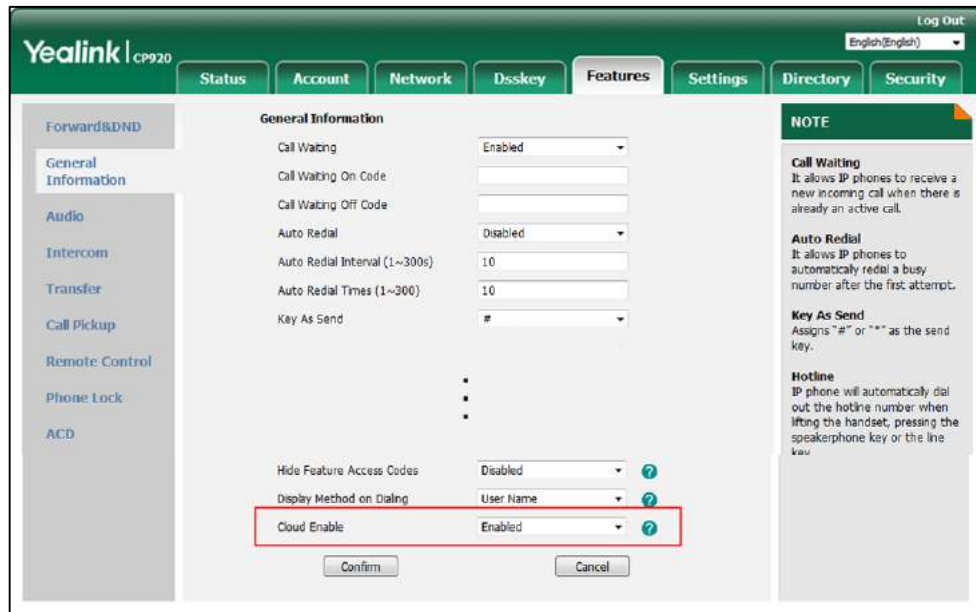 Log Out
Yealink CP920
English(English)
Status Account Network Dsskey Features Settings Directory Security
Forward&DND
General Information
Audio
Intercom
Transfer
Call Pickup
Remote Control
Phone Lock
ACD
General Information
Call Waiting Enabled
Call Waiting On Code
Call Waiting Off Code
Auto Redial Disabled
Auto Redial Interval (1~300s) 10
Auto Redial Times (1~300) 10
Key As Send #
Hide Feature Access Codes Disabled ?
Display Method on Dialing User Name ?
Cloud Enable Enabled ?
Confirm Cancel
NOTE
Call Waiting
It allows IP phones to receive a
new incoming call when there is
already an active call.
Auto Redial
It allows IP phones to
automatically redial a busy
number after the first attempt.
Key As Send
Assigns "#" or "*" as the send
key.
Hotline
IP phone will automatically dial
out the hotline number when
lifting the handset, pressing the
speakerphone key or the line
key